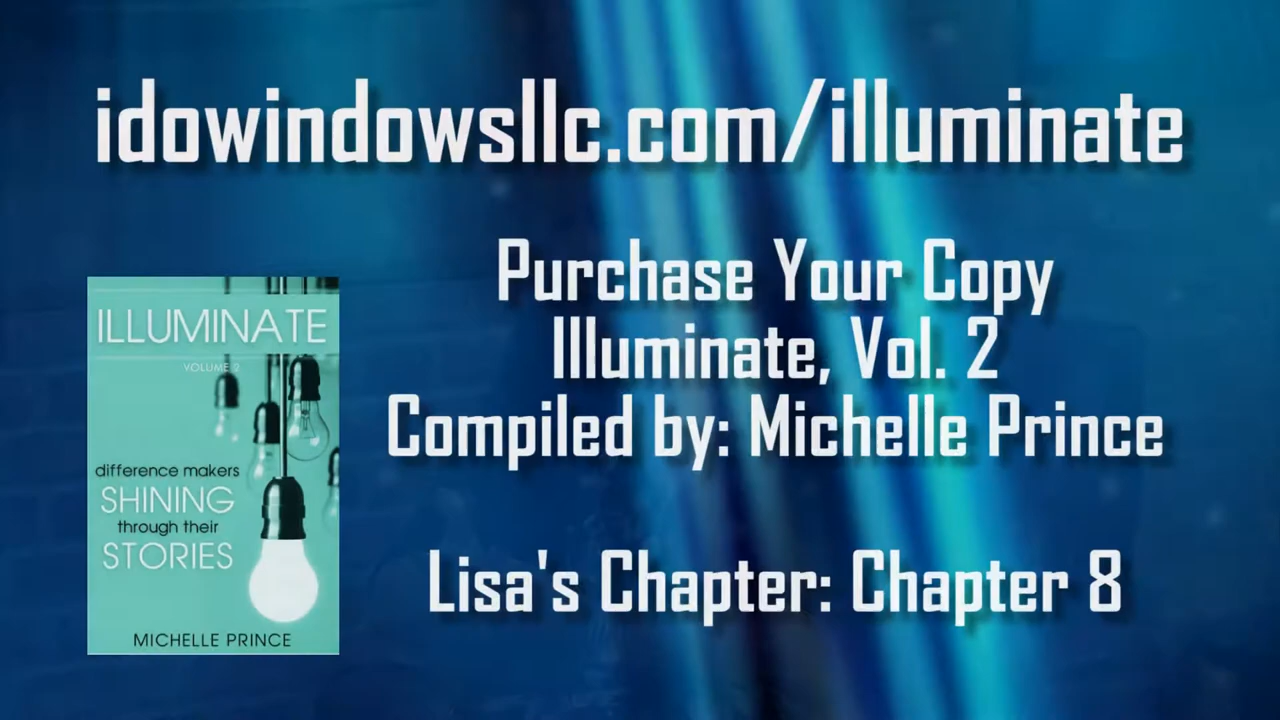 idowindowsllc.com/illuminate
Purchase Your Copy
Illuminate, Vol. 2
Compiled by: Michelle Prince
Lisa's Chapter: Chapter 8
ILLUMINATE
VOLUME 2
difference makers
SHINING
through their
STORIES
MICHELLE PRINCE